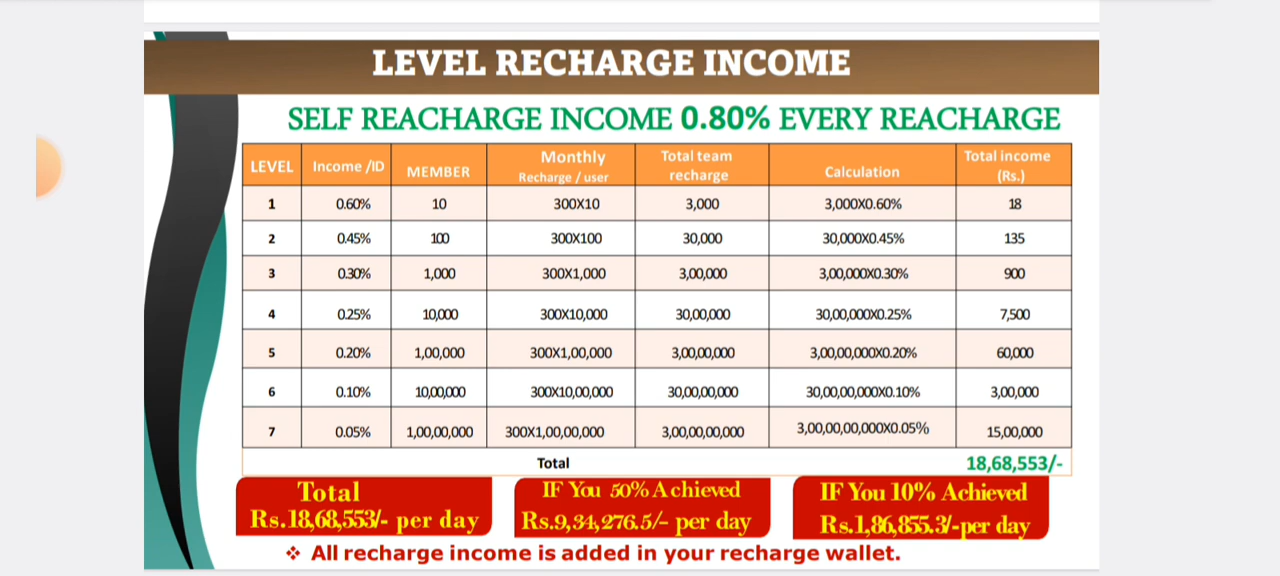 LEVEL RECHARGE INCOME
SELF REACHARGE INCOME 0.80% EVERY REACHARGE
LEVEL Income /ID MEMBER Monthly Recharge / user Total team recharge Calculation Total income (Rs.)
1 0.60% 10 300X10 3,000 3,000X0.60% 18
2 0.45% 100 300X100 30,000 30,000X0.45% 135
3 0.30% 1,000 300X1,000 3,00,000 3,00,000X0.30% 900
4 0.25% 10,000 300X10,000 30,00,000 30,00,000X0.25% 7,500
5 0.20% 1,00,000 300X1,00,000 3,00,00,000 3,00,00,000X0.20% 60,000
6 0.10% 10,00,000 300X10,00,000 30,00,00,000 30,00,00,000X0.10% 3,00,000
7 0.05% 1,00,00,000 300X1,00,00,000 3,00,00,00,000 3,00,00,00,000X0.05% 15,00,000
Total 18,68,553/-
Total
Rs.18,68,553/- per day
IF You 50% Achieved
Rs.9,34,276.5/- per day
IF You 10% Achieved
Rs.1,86,855.3/-per day
❖ All recharge income is added in your recharge wallet.